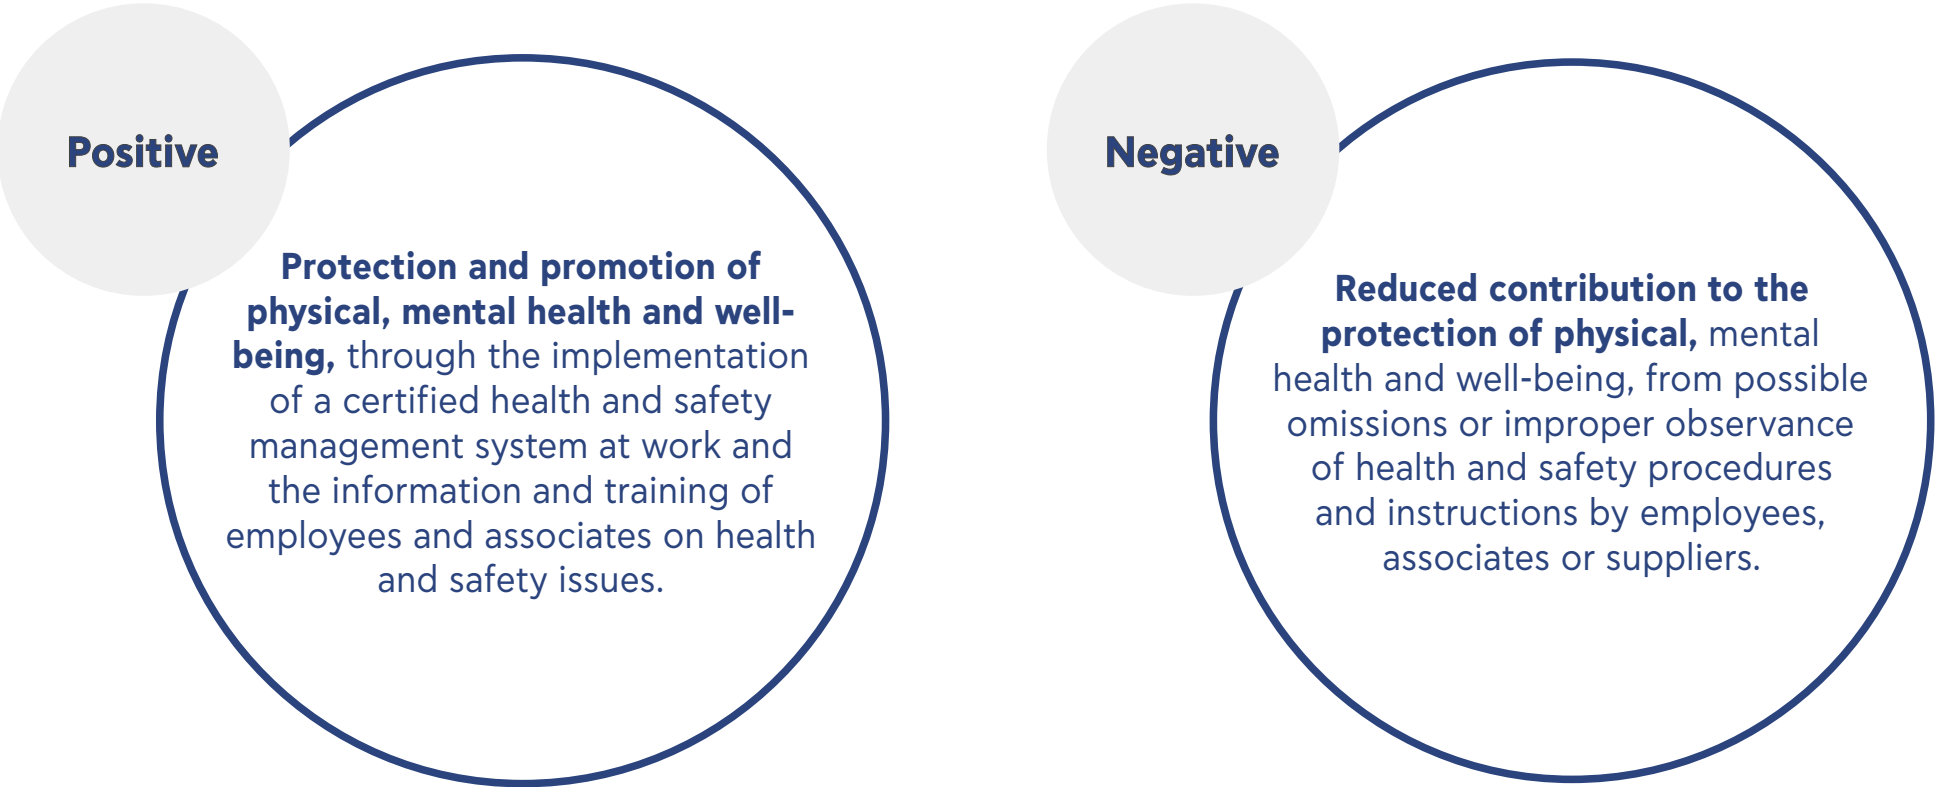 Positive
Protection and promotion of
physical, mental health and well-
being, through the implementation
of a certified health and safety
management system at work and
the information and training of
employees and associates on health
and safety issues.
Negative
Reduced contribution to the
protection of physical, mental
health and well-being, from possible
omissions or improper observance
of health and safety procedures
and instructions by employees,
associates or suppliers.